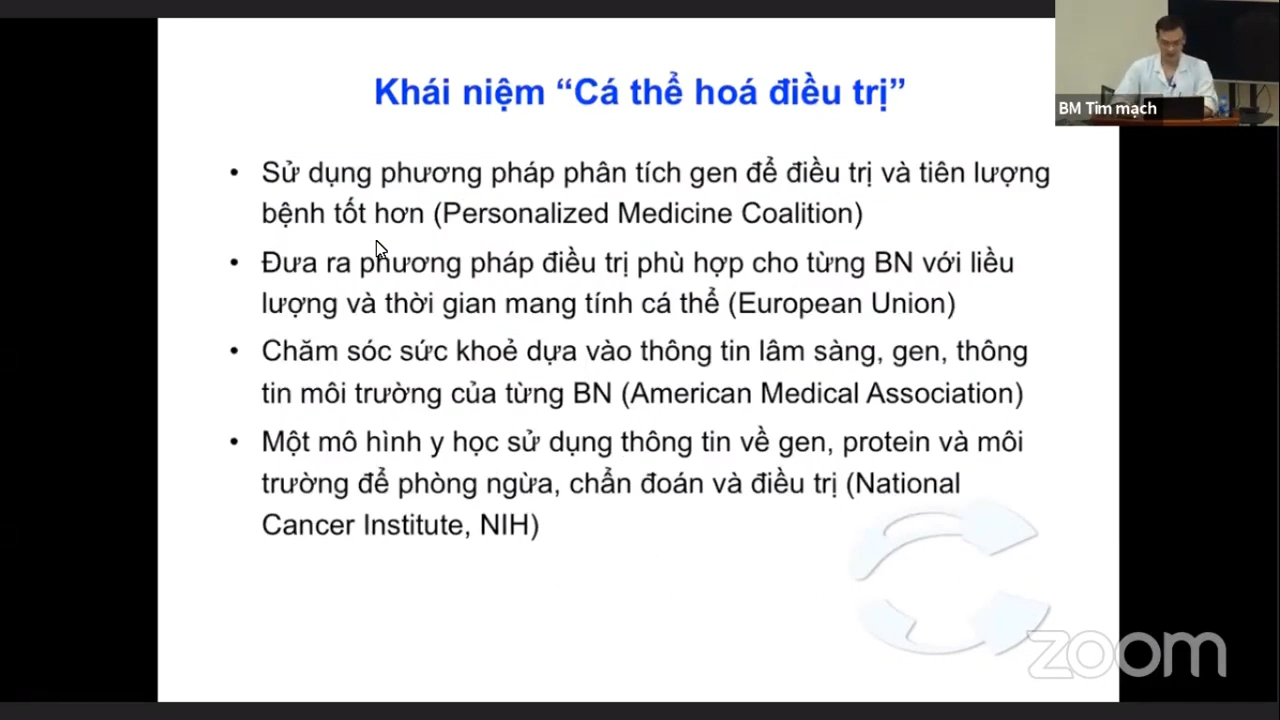 Khái niệm “Cá thể hoá điều trị”
BM Tim mạch
• Sử dụng phương pháp phân tích gen để điều trị và tiên lượng
bệnh tốt hơn (Personalized Medicine Coalition)
• Đưa ra phương pháp điều trị phù hợp cho từng BN với liều
lượng và thời gian mang tính cá thể (European Union)
• Chăm sóc sức khoẻ dựa vào thông tin lâm sàng, gen, thông
tin môi trường của từng BN (American Medical Association)
• Một mô hình y học sử dụng thông tin về gen, protein và môi
trường để phòng ngừa, chẩn đoán và điều trị (National
Cancer Institute, NIH)
zoom